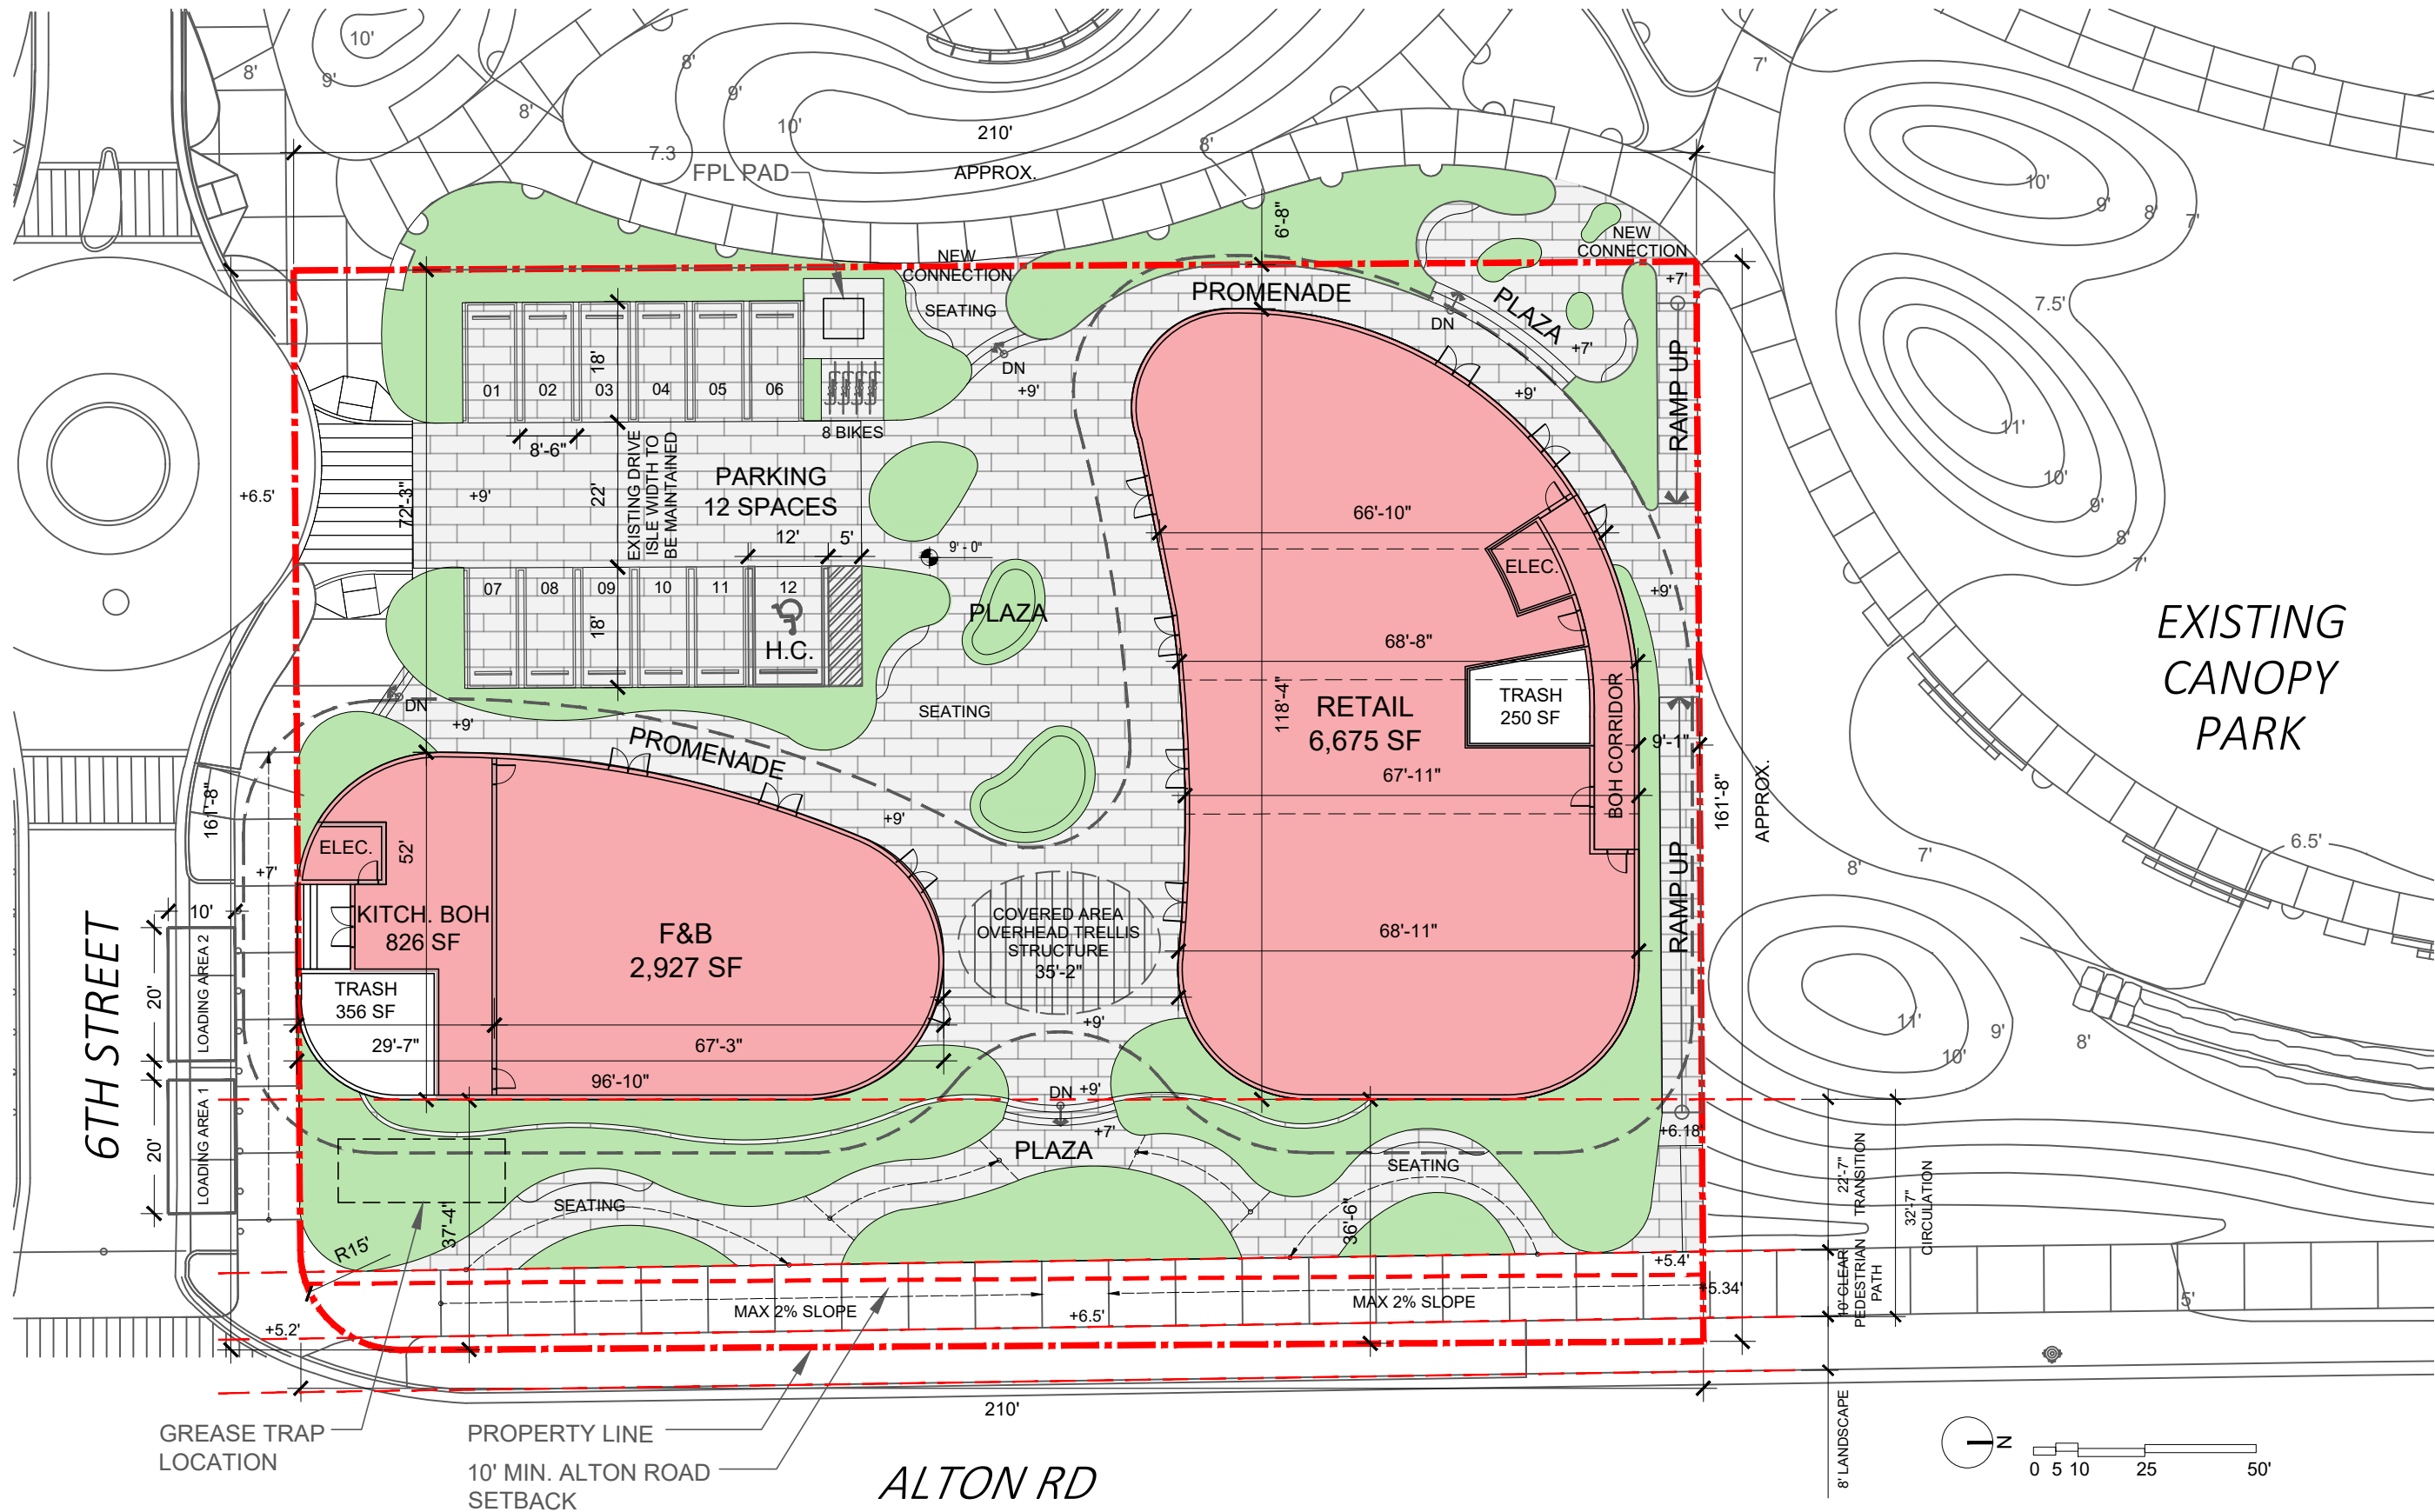 10'
9'
8'
8'
8'
9'
10'
7.3
8'
7'
FPL PAD
210'
APPROX.
6'-8"
NEW
CONNECTION
NEW
CONNECTION
10'
9'
8'
7'
SEATING
PROMENADE
PLAZA
DN
+7'
+7'
RAMP UP
7.5'
11'
10'
9'
8'
7'
01
02
03
04
05
06
18'
8 BIKES
DN
+9'
+9'
8'-6"
22'
EXISTING DRIVE
ISLE WIDTH TO
BE MAINTAINED
PARKING
12 SPACES
+6.5'
72'-3"
+9'
12'
5'
9' - 0"
66'-10"
ELEC.
07
08
09
10
11
12
18'
H.C.
PLAZA
+9'
68'-8"
EXISTING
CANOPY
PARK
DN
+9'
PROMENADE
SEATING
118'-4"
RETAIL
6,675 SF
TRASH
250 SF
BOH CORRIDOR
9'-1"
67'-11"
161'-8"
APPROX.
161'-8"
+9'
+7'
ELEC.
52'
KITCH. BOH
826 SF
F&B
2,927 SF
COVERED AREA
OVERHEAD TRELLIS
STRUCTURE
35'-2"
68'-11"
RAMP UP
8'
7'
6.5'
11'
10'
9'
8'
6TH STREET
10'
20'
LOADING AREA 2
20'
LOADING AREA 1
TRASH
356 SF
29'-7"
67'-3"
96'-10"
+9'
DN
+9'
+7'
PLAZA
SEATING
SEATING
+6.18'
R15'
37'-4"
36'-6"
22'-7"
TRANSITION
32'-7"
CIRCULATION
10' CLEAR
PEDESTRIAN
PATH
+5.4'
+5.34'
5'
MAX 2% SLOPE
+6.5'
MAX 2% SLOPE
+5.2'
210'
8' LANDSCAPE
GREASE TRAP
LOCATION
PROPERTY LINE
10' MIN. ALTON ROAD
SETBACK
ALTON RD
N
0 5 10 25 50'